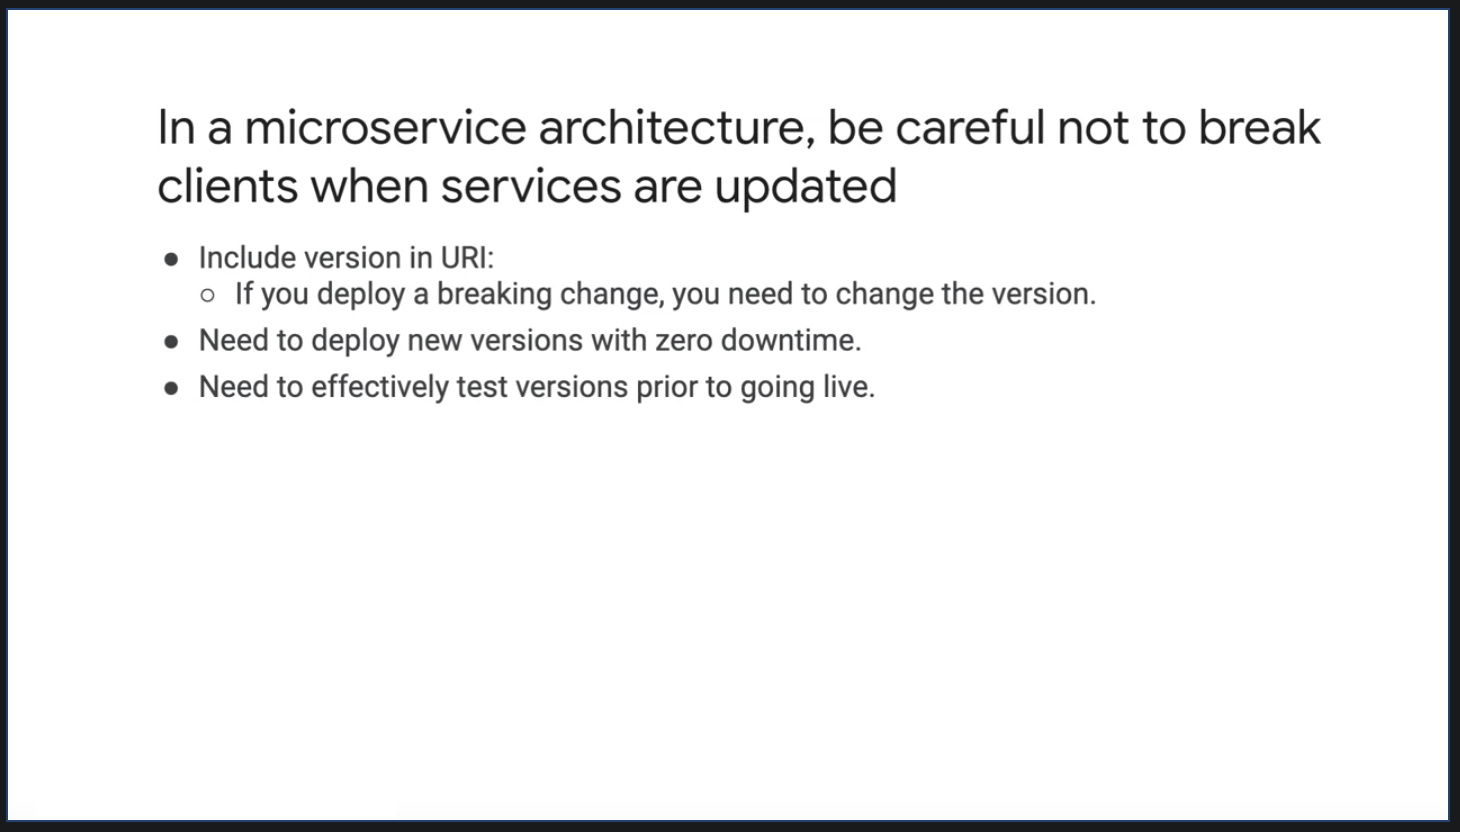 In a microservice architecture, be careful not to break
clients when services are updated
● Include version in URI:
○ If you deploy a breaking change, you need to change the version.
● Need to deploy new versions with zero downtime.
● Need to effectively test versions prior to going live.